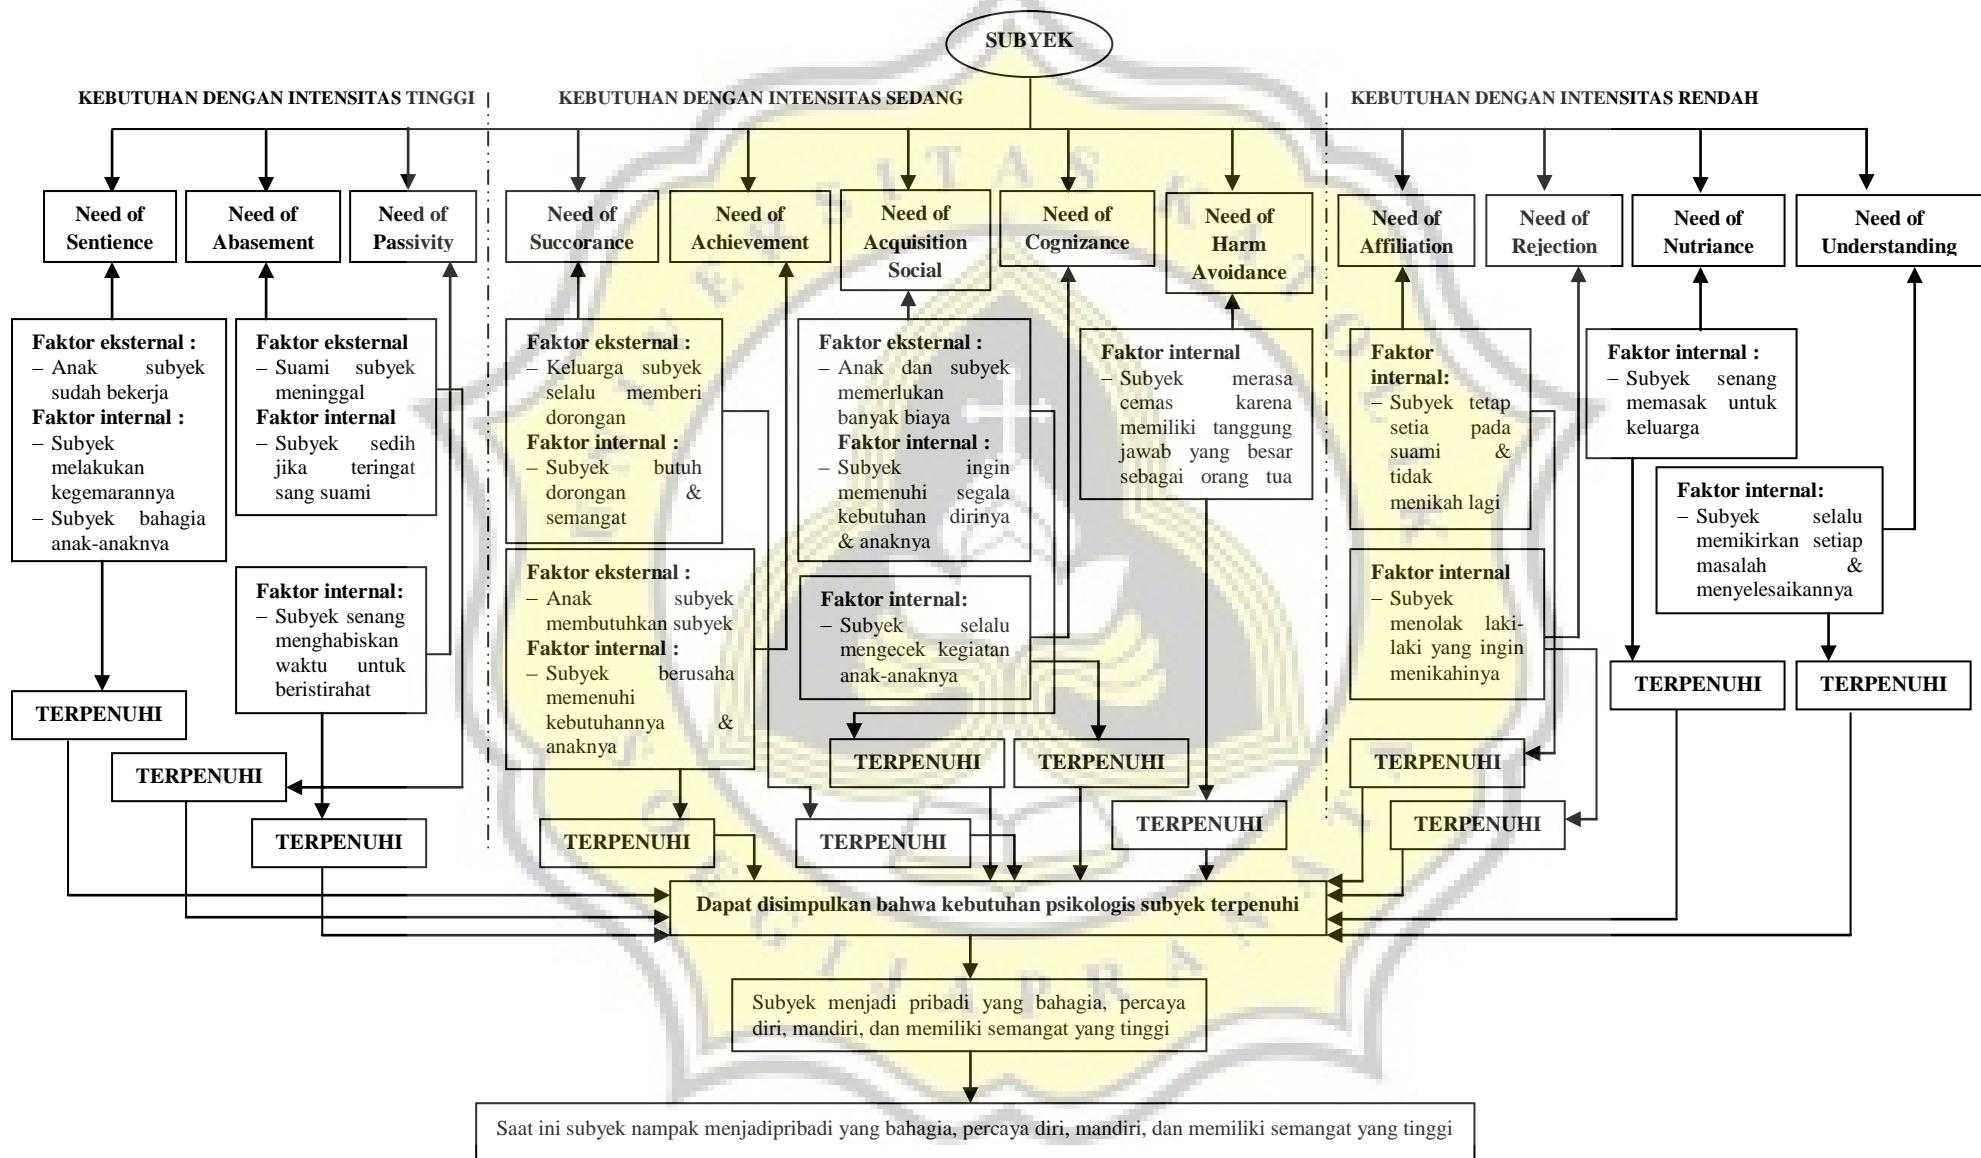 SUBYEK
KEBUTUHAN DENGAN INTENSITAS TINGGI
KEBUTUHAN DENGAN INTENSITAS SEDANG
KEBUTUHAN DENGAN INTENSITAS RENDAH
Need of
Sentience
Need of
Abasement
Need of
Passivity
Need of
Succorance
Need of
Achievement
Need of
Acquisition
Social
Need of
Cognizance
Need of
Harm
Avoidance
Need of
Affiliation
Need of
Rejection
Need of
Nutriance
Need of
Understanding
Faktor eksternal :
– Anak subyek
sudah bekerja
Faktor internal :
– Subyek
melakukan
kegemarannya
– Subyek bahagia
anak-anaknya
Faktor eksternal
– Suami subyek
meninggal
Faktor internal
– Subyek sedih
jika teringat
sang suami
Faktor internal:
– Subyek senang
menghabiskan
waktu untuk
beristirahat
Faktor eksternal :
– Keluarga subyek
selalu memberi
dorongan
Faktor internal :
– Subyek butuh
dorongan &
semangat
Faktor eksternal :
– Anak subyek
membutuhkan subyek
Faktor internal :
– Subyek berusaha
memenuhi
kebutuhannya &
anaknya
Faktor eksternal :
– Anak dan subyek
memerlukan
banyak biaya
Faktor internal :
– Subyek ingin
memenuhi segala
kebutuhan dirinya
& anaknya
Faktor internal:
– Subyek selalu
mengecek kegiatan
anak-anaknya
Faktor internal
– Subyek merasa
cemas karena
memiliki tanggung
jawab yang besar
sebagai orang tua
Faktor
internal:
– Subyek tetap
setia pada
suami &
tidak
menikah lagi
Faktor internal
– Subyek
menolak laki-
laki yang ingin
menikahinya
Faktor internal :
– Subyek senang
memasak untuk
keluarga
Faktor internal:
– Subyek selalu
memikirkan setiap
masalah &
menyelesaikannya
TERPENUHI
TERPENUHI
TERPENUHI
TERPENUHI
TERPENUHI
TERPENUHI
TERPENUHI
TERPENUHI
TERPENUHI
TERPENUHI
TERPENUHI
TERPENUHI
Dapat disimpulkan bahwa kebutuhan psikologis subyek terpenuhi
Subyek menjadi pribadi yang bahagia, percaya
diri, mandiri, dan memiliki semangat yang tinggi
Saat ini subyek nampak menjadipribadi yang bahagia, percaya diri, mandiri, dan memiliki semangat yang tinggi